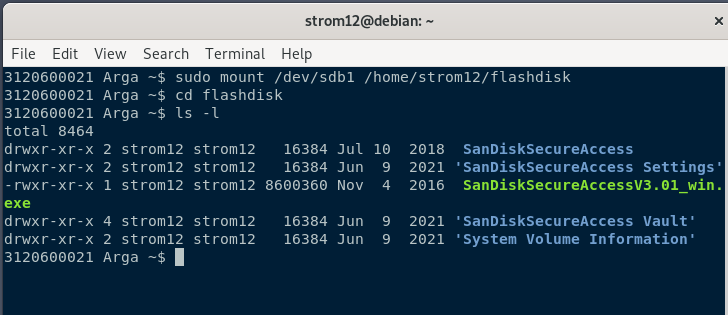 strom12@debian: ~
File Edit View Search Terminal Help
3120600021 Arga ~$ sudo mount /dev/sdb1 /home/strom12/flashdisk
3120600021 Arga ~$ cd flashdisk
3120600021 Arga ~$ ls -l
total 8464
drwxr-xr-x 2 strom12 strom12   16384 Jul 10  2018  SanDiskSecureAccess
drwxr-xr-x 2 strom12 strom12   16384 Jun  9  2021 'SanDiskSecureAccess Settings'
-rwxr-xr-x 1 strom12 strom12 8600360 Nov  4  2016  SanDiskSecureAccessV3.01_win.
exe
drwxr-xr-x 4 strom12 strom12   16384 Jun  9  2021 'SanDiskSecureAccess Vault'
drwxr-xr-x 2 strom12 strom12   16384 Jun  9  2021 'System Volume Information'
3120600021 Arga ~$